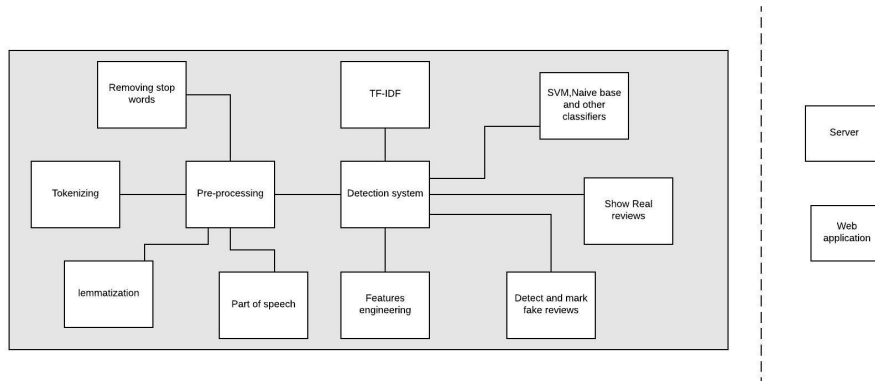 Removing stop
words
TF-IDF
SVM,Naive base
and other
classifiers
Server
Tokenizing
Pre-processing
Detection system
Show Real
reviews
Web
application
lemmatization
Part of speech
Features
engineering
Detect and mark
fake reviews